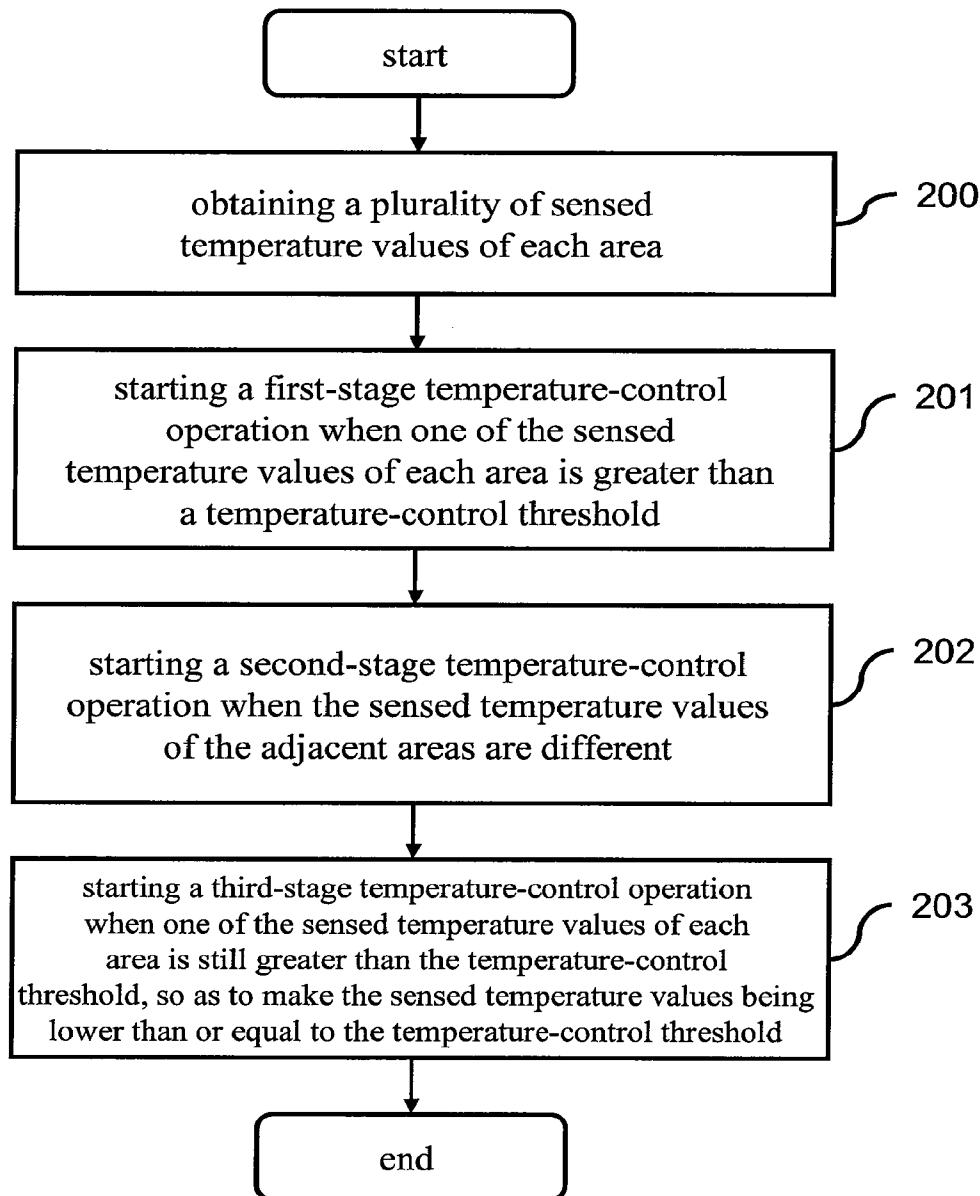 start
obtaining a plurality of sensed
temperature values of each area
200
starting a first-stage temperature-control
operation when one of the sensed
temperature values of each area is greater than
a temperature-control threshold
201
starting a second-stage temperature-control
operation when the sensed temperature values
of the adjacent areas are different
202
starting a third-stage temperature-control operation
when one of the sensed temperature values of each
area is still greater than the temperature-control
threshold, so as to make the sensed temperature values being
lower than or equal to the temperature-control threshold
203
end